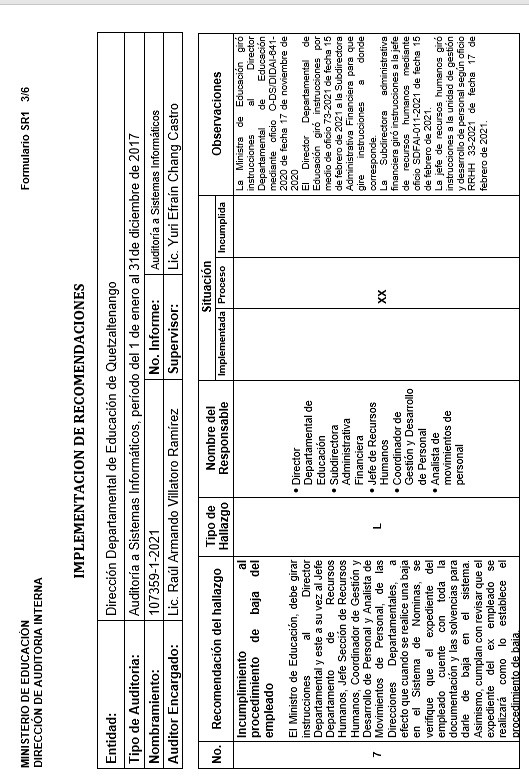 MINISTERIO DE EDUCACIÓN
DIRECCIÓN DE AUDITORIA INTERNA
Formulario SR1 3/6
IMPLEMENTACION DE RECOMENDACIONES
Entidad: Dirección Departamental de Educación de Quetzaltenango
Tipo de Auditoría: Auditoría a Sistemas Informáticos, período del 1 de enero al 31de diciembre de 2017
Nombramiento: 107359-1-2021 No. Informe: Auditoría a Sistemas Informáticos
Auditor Encargado: Lic. Raúl Armando Villatoro Ramírez Supervisor: Lic. Yuri Efraín Chang Castro
No. Recomendación del hallazgo Tipo de Hallazgo Nombre del Responsable Situación Observaciones
Implementada Proceso Incumplida
7
Incumplimiento al
procedimiento de baja del
empleado
El Ministro de Educación, debe girar
instrucciones al Director
Departamental y este a su vez al Jefe
Departamento de Recursos
Humanos, Jefe Sección de Recursos
Humanos, Coordinador de Gestión y
Desarrollo de Personal y Analista de
Movimientos de Personal, de las
Direcciones Departamentales, a
efecto que cuando se realice una baja
en el Sistema de Nominas, se
verifique que el expediente del
empleado cuente con toda la
documentación y las solvencias para
darle de baja en el sistema.
Asimismo, cumplan con revisar que el
expediente del ex empleado se
realizará como lo establece el
procedimiento de baja
L
• Director
Departamental de
Educación
• Subdirectora
Administrativa
Financiera
• Jefe de Recursos
Humanos
• Coordinador de
Gestión y Desarrollo
de Personal
• Analista de
movimientos de
personal
XX
La Ministra de Educación giró
instrucciones al Director
Departamental de Educación
mediante oficio O-DS/DIDAI-641-
2020 de fecha 17 de noviembre de
2020
El Director Departamental de
Educación giró instrucciones por
medio de oficio 73-2021 de fecha 15
de febrero de 2021 a la Subdirectora
Administrativa Financiera para que
gire instrucciones a donde
corresponde.
La Subdirectora administrativa
financiera giró instrucciones a la jefe
de recursos humanos mediante
oficio SDFAI-011-2021 de fecha 15
de febrero de 2021.
La jefe de recursos humanos giró
instrucciones a la unidad de gestión
y desarrollo de personal según oficio
RRHH 33-2021 de fecha 17 de
febrero de 2021.